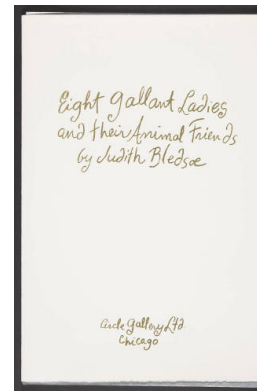 Eight Gallant Ladies
and their Animal Friends
by Judith Bledsoe
Circle Gallery Ltd
Chicago